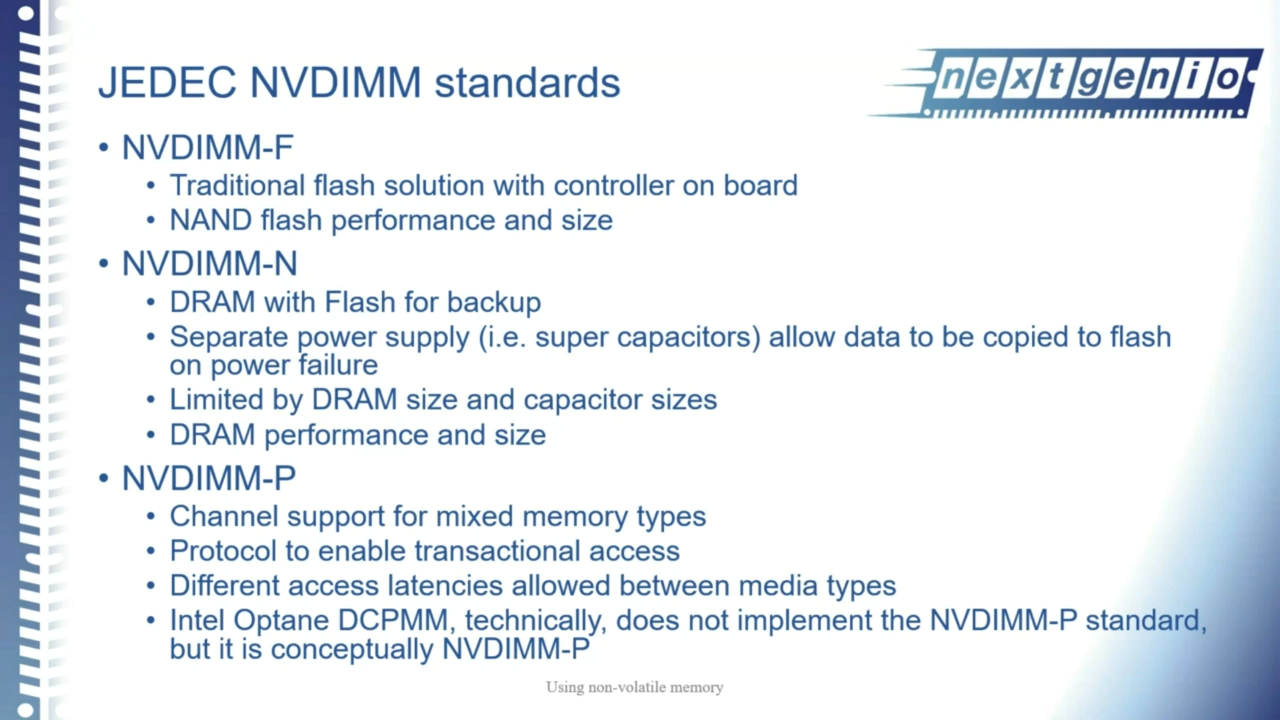 JEDEC NVDIMM standards
nextgenio
• NVDIMM-F
• Traditional flash solution with controller on board
• NAND flash performance and size
• NVDIMM-N
• DRAM with Flash for backup
• Separate power supply (i.e. super capacitors) allow data to be copied to flash
on power failure
• Limited by DRAM size and capacitor sizes
• DRAM performance and size
• NVDIMM-P
• Channel support for mixed memory types
• Protocol to enable transactional access
• Different access latencies allowed between media types
• Intel Optane DCPMM, technically, does not implement the NVDIMM-P standard,
but it is conceptually NVDIMM-P
Using non-volatile memory